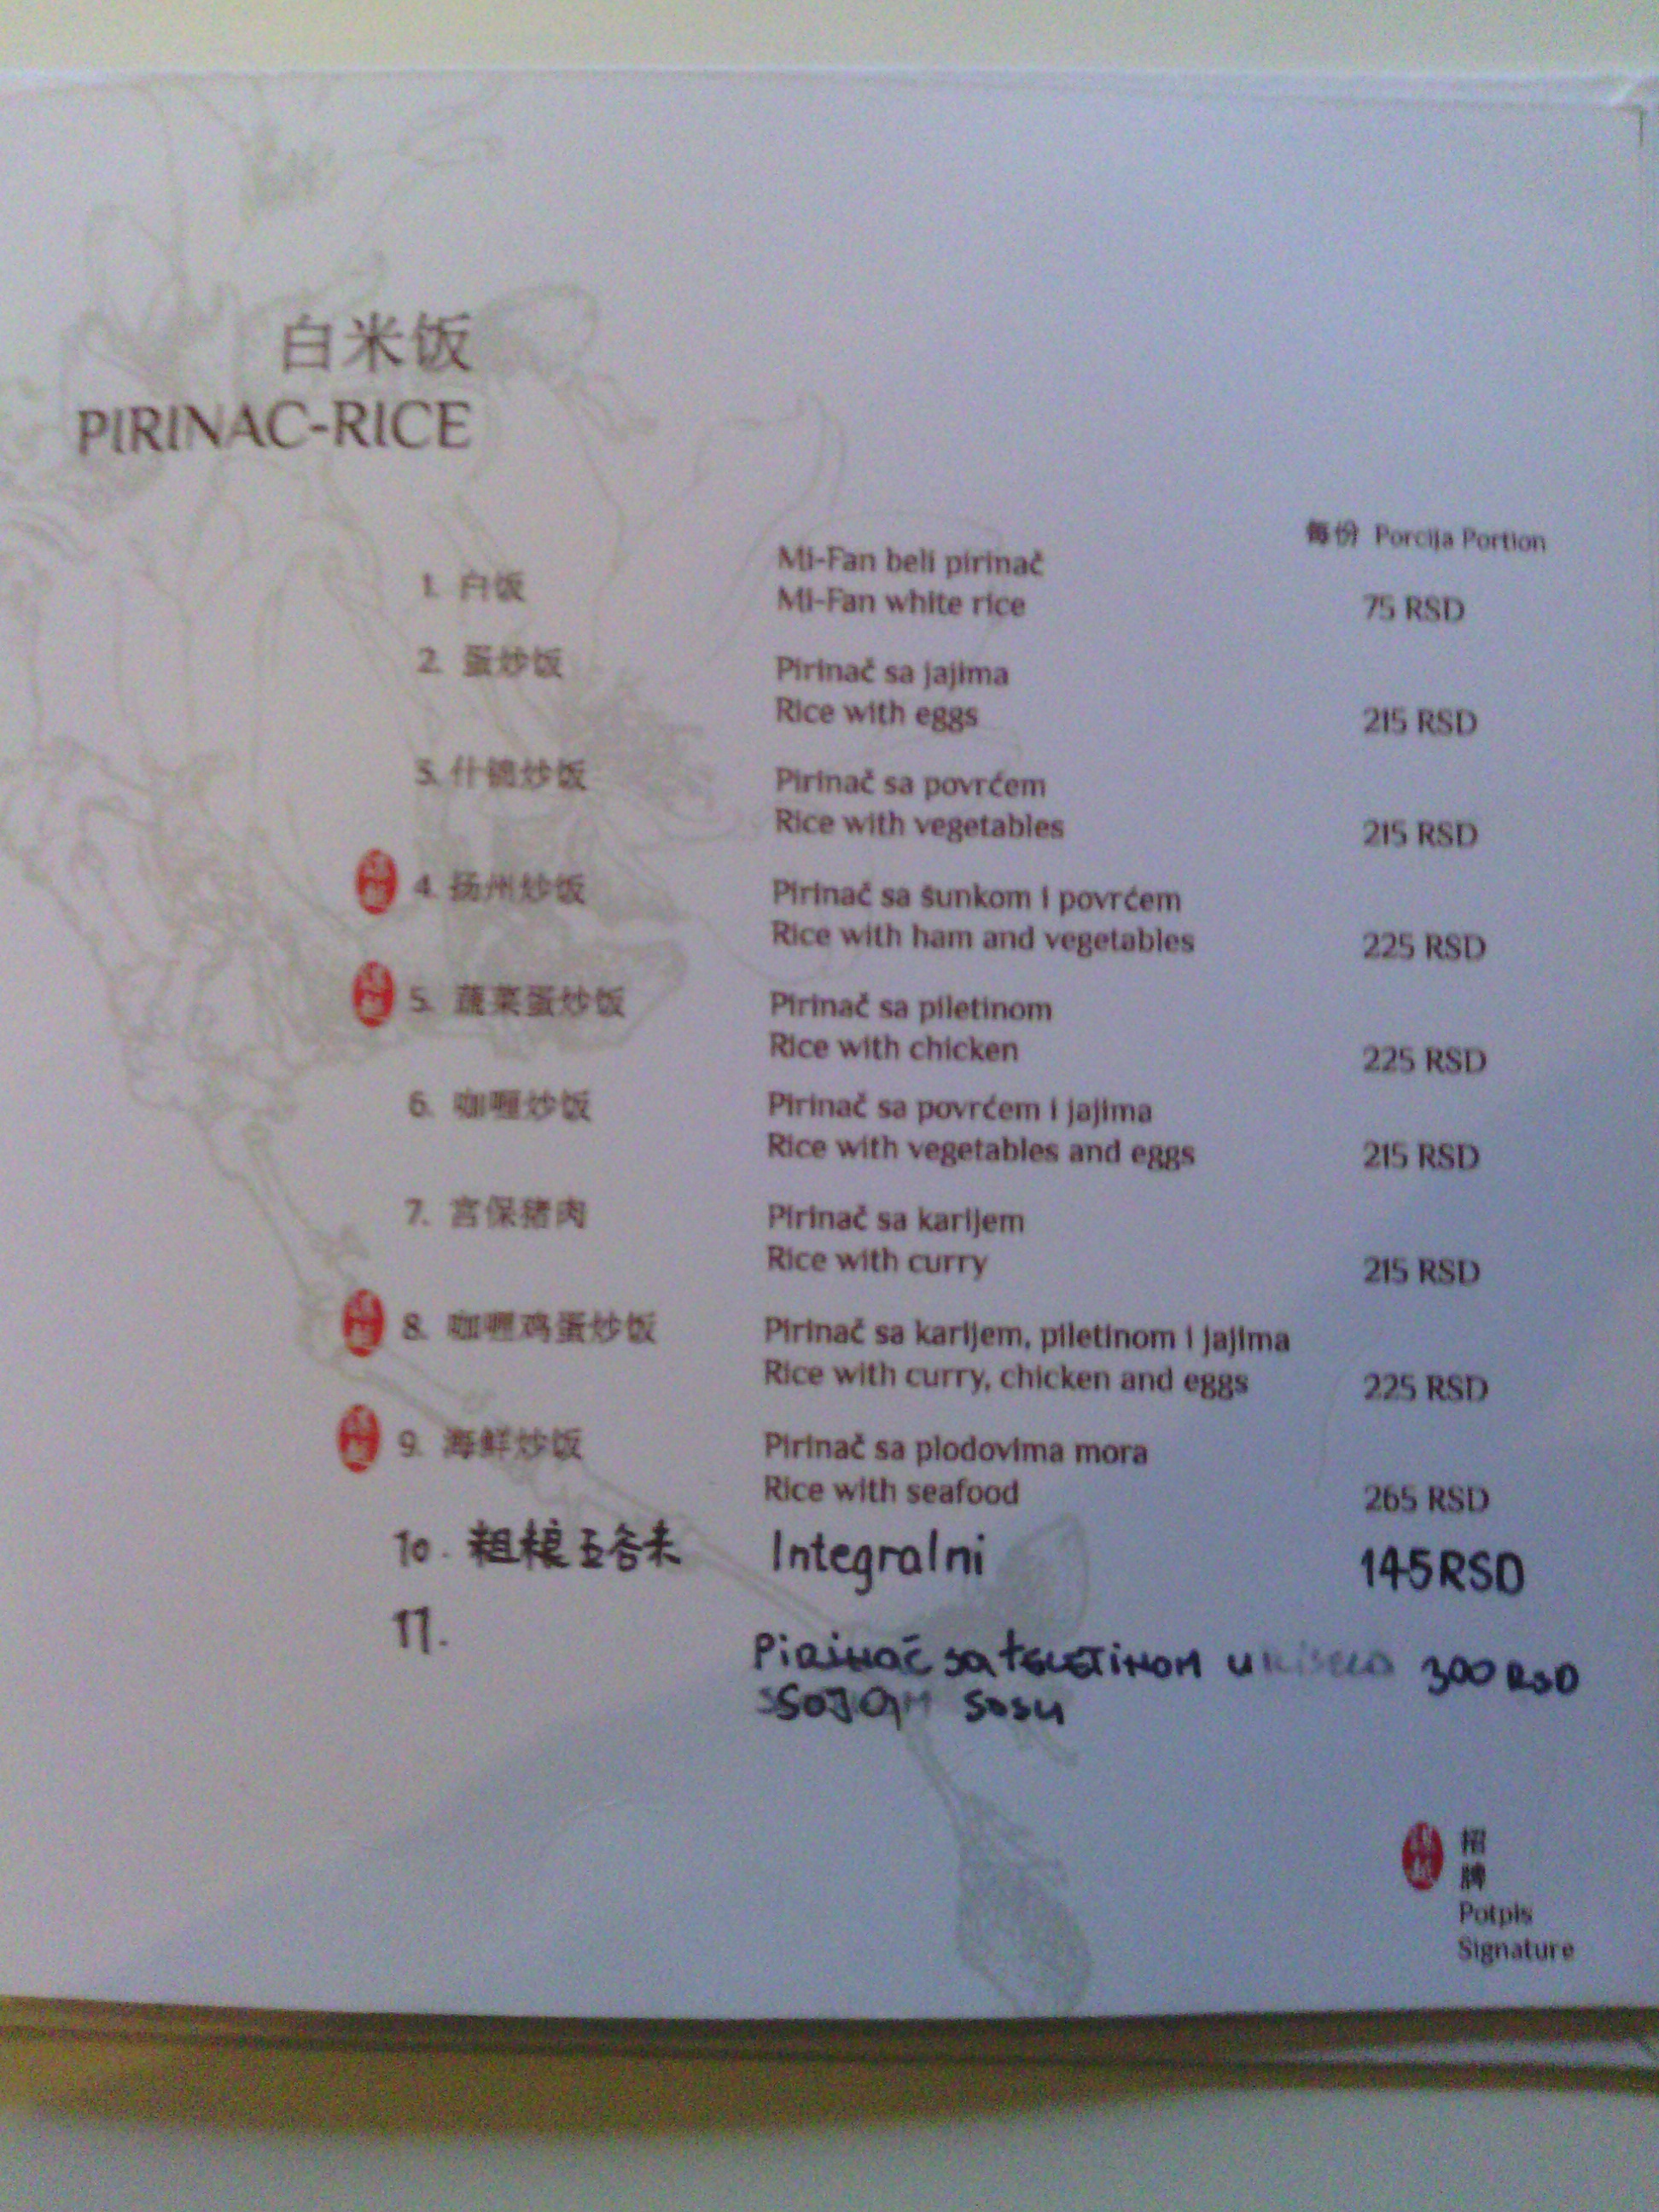 白米饭
PIRINAC-RICE
每份 Porcija Portion
1. 白饭
Mi-Fan beli pirinač
Mi-Fan white rice
75 RSD
2. 蛋炒饭
Pirinač sa jajima
Rice with eggs
215 RSD
3. 什锦炒饭
Pirinač sa povrćem
Rice with vegetables
215 RSD
4. 扬州炒饭
Pirinač sa šunkom i povrćem
Rice with ham and vegetables
225 RSD
5. 蔬菜蛋炒饭
Pirinač sa piletinom
Rice with chicken
225 RSD
6. 咖喱炒饭
Pirinač sa povrćem i jajima
Rice with vegetables and eggs
215 RSD
7. 宫保猪肉
Pirinač sa karijem
Rice with curry
215 RSD
8. 咖喱鸡蛋炒饭
Pirinač sa karijem, piletinom i jajima
Rice with curry, chicken and eggs
225 RSD
9. 海鲜炒饭
Pirinač sa plodovima mora
Rice with seafood
265 RSD
10. 粗粮五谷米 Integralni 145 RSD
11.
Pirinač sa teletinom u 300 RSD
sosu
招
牌
Potpis
Signature